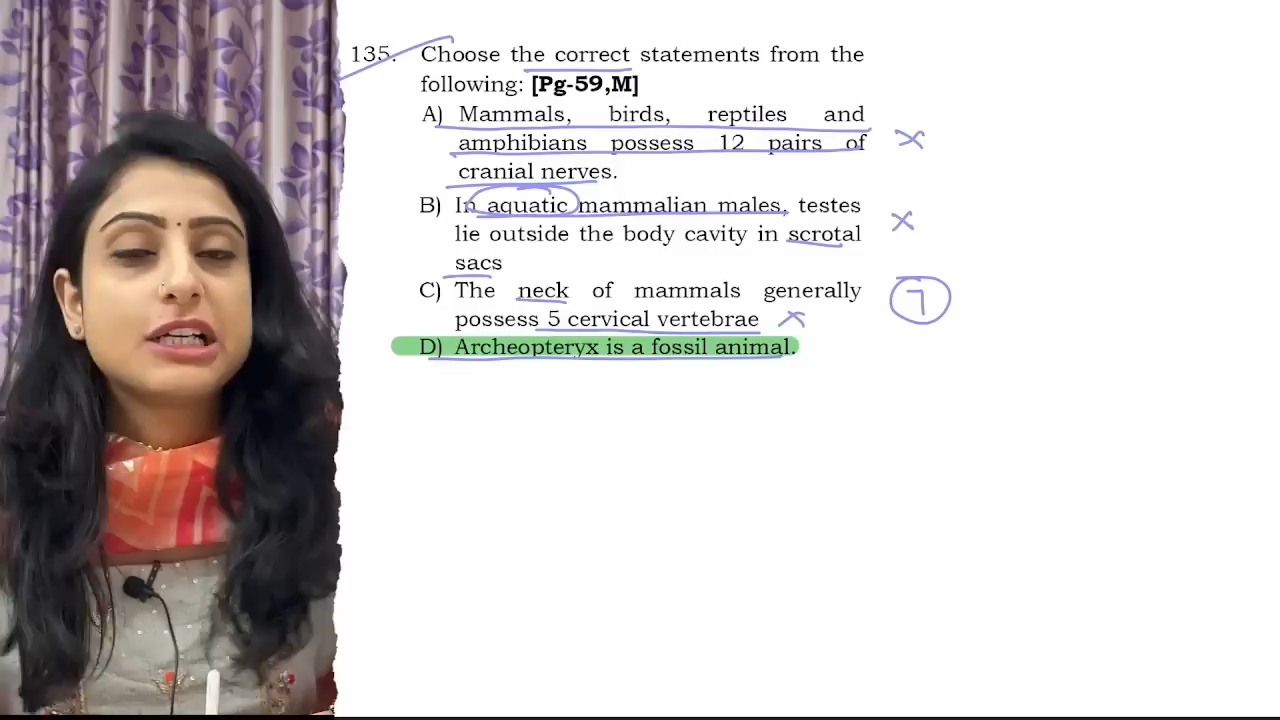 135. Choose the correct statements from the
following: [Pg-59,M]
A) Mammals, birds, reptiles and
amphibians possess 12 pairs of
cranial nerves.
B) In aquatic mammalian males, testes
lie outside the body cavity in scrotal
sacs
C) The neck of mammals generally
possess 5 cervical vertebrae
7
D) Archeopteryx is a fossil animal.